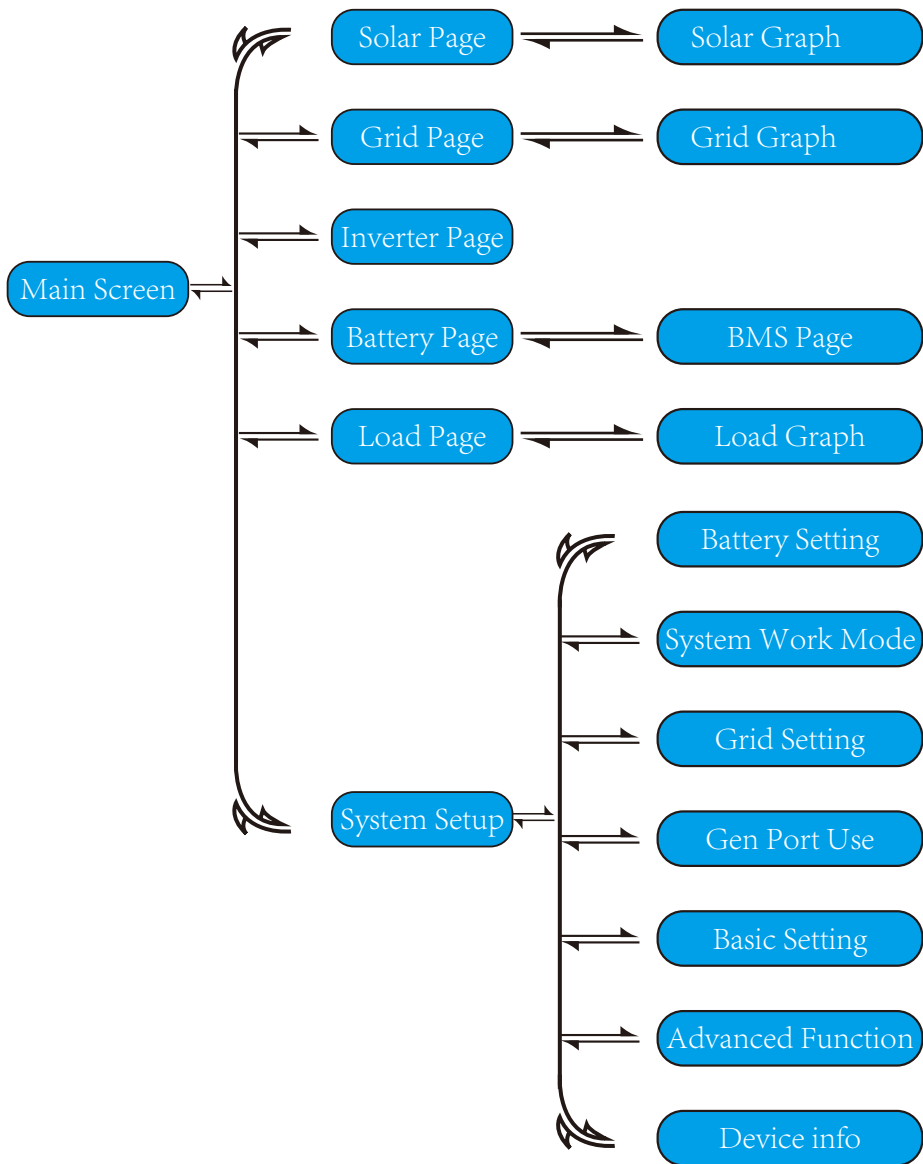 Solar Page
Solar Graph
Grid Page
Grid Graph
Inverter Page
Main Screen
Battery Page
BMS Page
Load Page
Load Graph
Battery Setting
System Work Mode
Grid Setting
System Setup
Gen Port Use
Basic Setting
Advanced Function
Device info